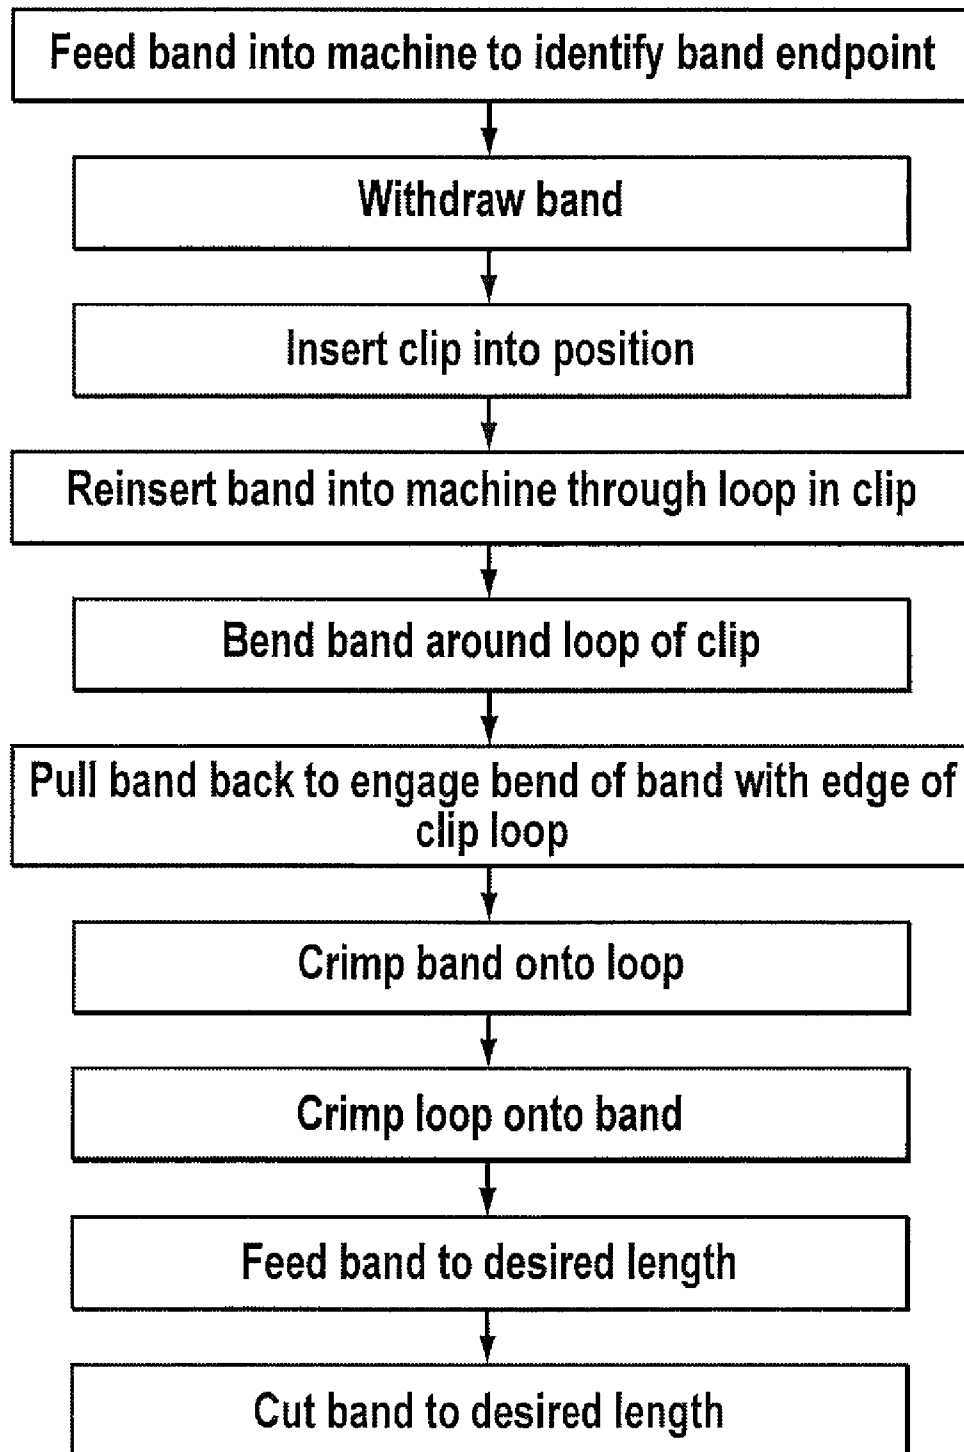 Feed band into machine to identify band endpoint
Withdraw band
Insert clip into position
Reinsert band into machine through loop in clip
Bend band around loop of clip
Pull band back to engage bend of band with edge of
clip loop
Crimp band onto loop
Crimp loop onto band
Feed band to desired length
Cut band to desired length